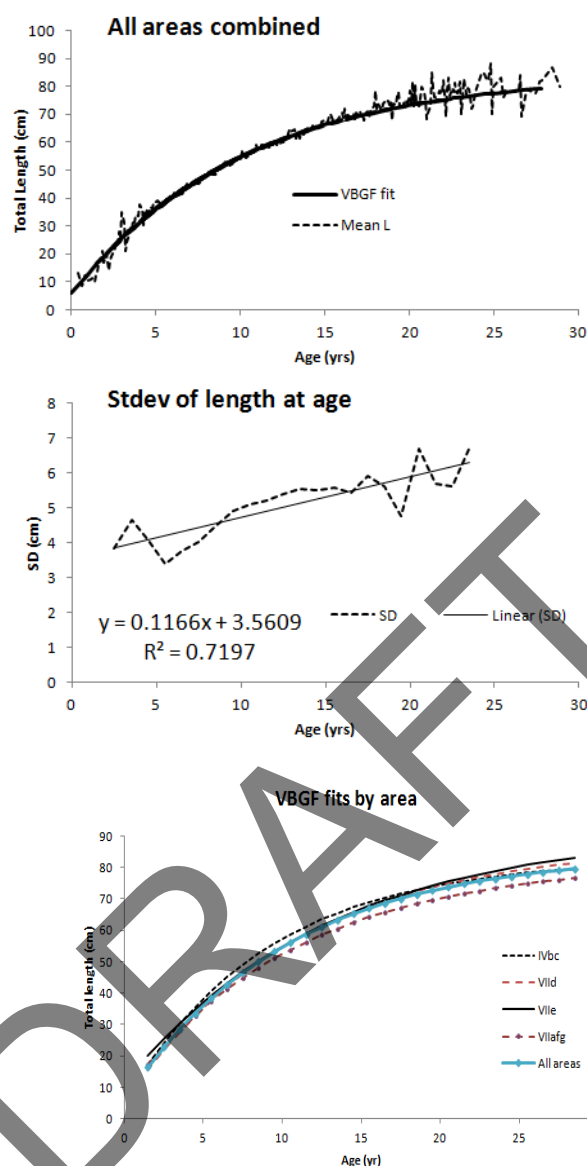 All areas combined
100
90
80
70
60
50
40
30
20
10
0
Total Length (cm)
VBGF fit
Mean L
0 5 10 15 20 25 30
Age (yrs)
Stdev of length at age
8
7
6
5
4
3
2
1
0
SD (cm)
y = 0.1166x + 3.5609
R² = 0.7197
SD Linear (SD)
0 5 10 15 20 25 30
Age (yrs)
VBGF fits by area
90
80
70
60
50
40
30
20
10
0
Total length (cm)
IVbc
VIId
VIIe
VIIafg
All areas
0 5 10 15 20 25
Age (yr)
DRAFT